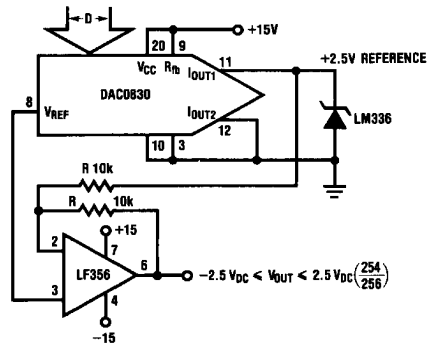 D
+15V
20 9
VCC Rfb IOUT1 11 +2.5V REFERENCE
8 VREF DAC0830
IOUT2
LM336
10 3 12
R 10k
R 10k
+15
2 7
LF356 6 −2.5 VDC < VOUT < 2.5 VDC(254/256)
3 4
−15